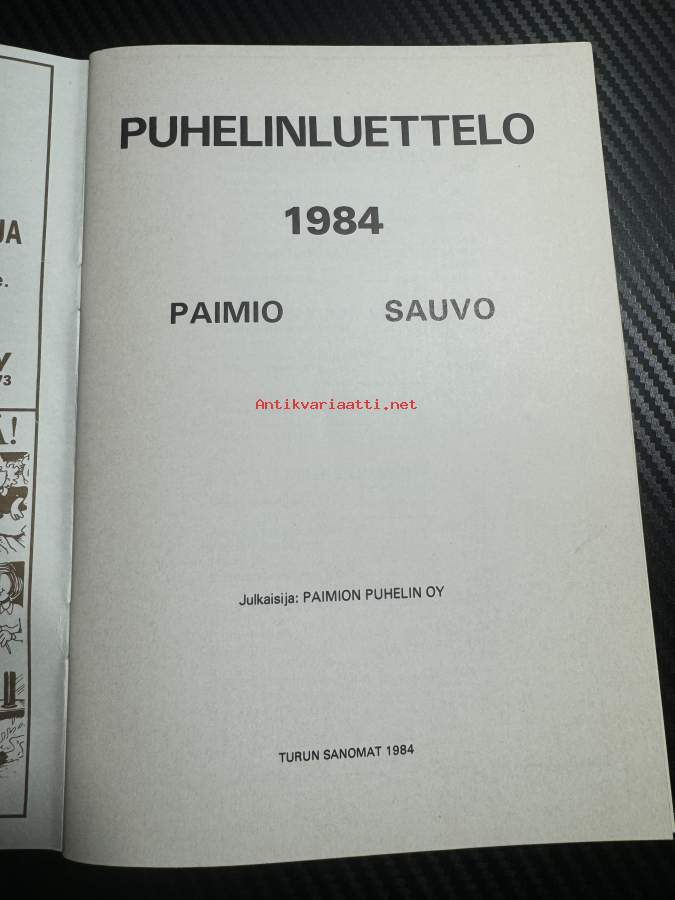 PUHELINLUETTELO
1984
PAIMIO SAUVO
Antikvariaatti.net
Julkaisija: PAIMION PUHELIN OY
TURUN SANOMAT 1984